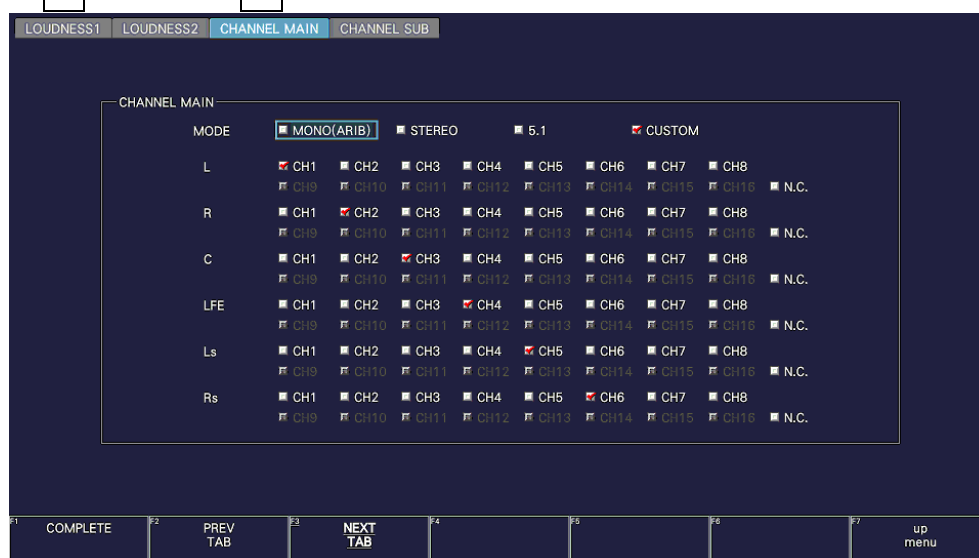 LOUDNESS1 LOUDNESS2 CHANNEL MAIN CHANNEL SUB
CHANNEL MAIN
MODE MONO(ARIB) STEREO 5.1 CUSTOM
L CH1 CH2 CH3 CH4 CH5 CH6 CH7 CH8
CH9 CH10 CH11 CH12 CH13 CH14 CH15 CH16 N.C.
R CH1 CH2 CH3 CH4 CH5 CH6 CH7 CH8
CH9 CH10 CH11 CH12 CH13 CH14 CH15 CH16 N.C.
C CH1 CH2 CH3 CH4 CH5 CH6 CH7 CH8
CH9 CH10 CH11 CH12 CH13 CH14 CH15 CH16 N.C.
LFE CH1 CH2 CH3 CH4 CH5 CH6 CH7 CH8
CH9 CH10 CH11 CH12 CH13 CH14 CH15 CH16 N.C.
Ls CH1 CH2 CH3 CH4 CH5 CH6 CH7 CH8
CH9 CH10 CH11 CH12 CH13 CH14 CH15 CH16 N.C.
Rs CH1 CH2 CH3 CH4 CH5 CH6 CH7 CH8
CH9 CH10 CH11 CH12 CH13 CH14 CH15 CH16 N.C.
F1 COMPLETE F2 PREV F3 NEXT F4 F5 F6 F7 up
TAB TAB menu